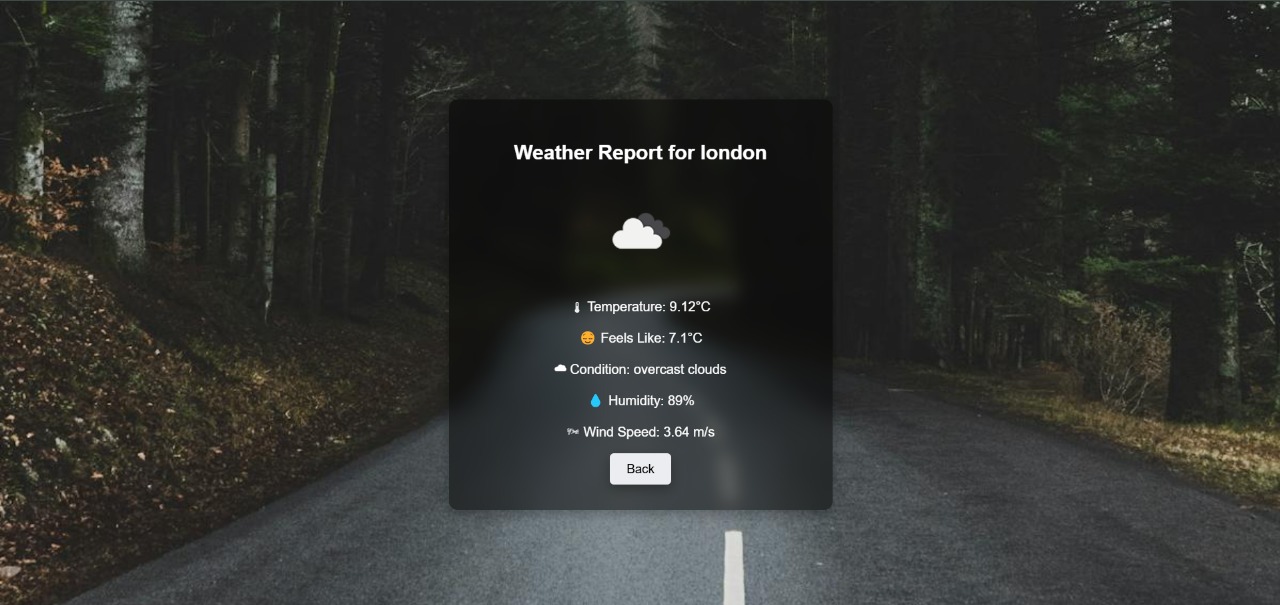 Weather Report for london
Temperature: 9.12°C
Feels Like: 7.1°C
Condition: overcast clouds
Humidity: 89%
Wind Speed: 3.64 m/s
Back